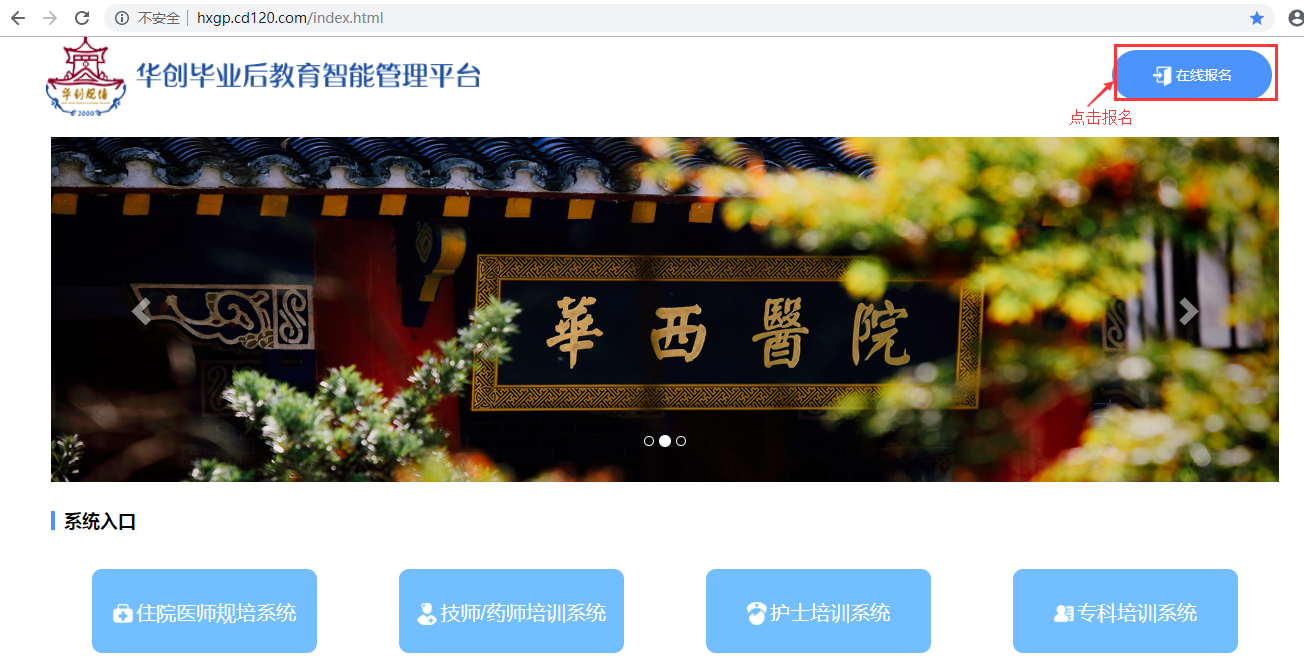 不安全 hxgp.cd120.com/index.html
华创规培
2000
华创毕业后教育智能管理平台
在线报名
点击报名
華西醫院
系统入口
住院医师规培系统
技师/药师培训系统
护士培训系统
专科培训系统